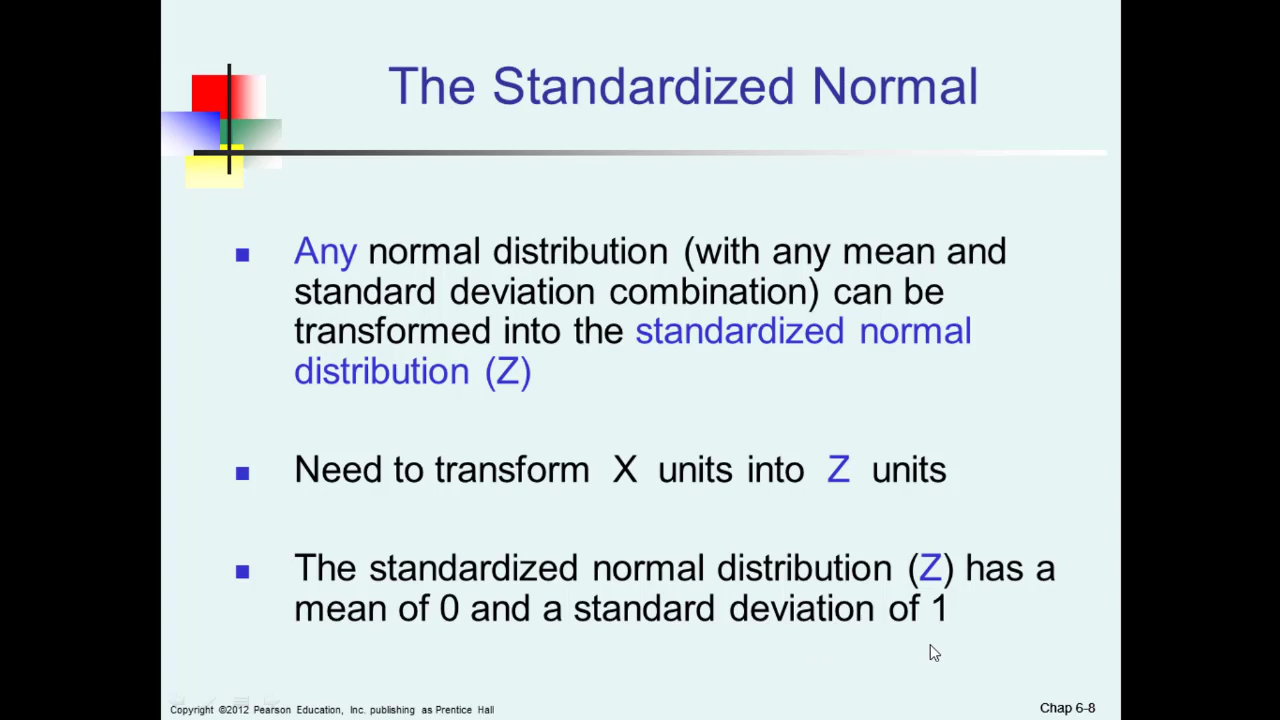 The Standardized Normal
Any normal distribution (with any mean and
standard deviation combination) can be
transformed into the standardized normal
distribution (Z)
Need to transform X units into Z units
The standardized normal distribution (Z) has a
mean of 0 and a standard deviation of 1
Copyright ©2012 Pearson Education, Inc. publishing as Prentice Hall
Chap 6-8